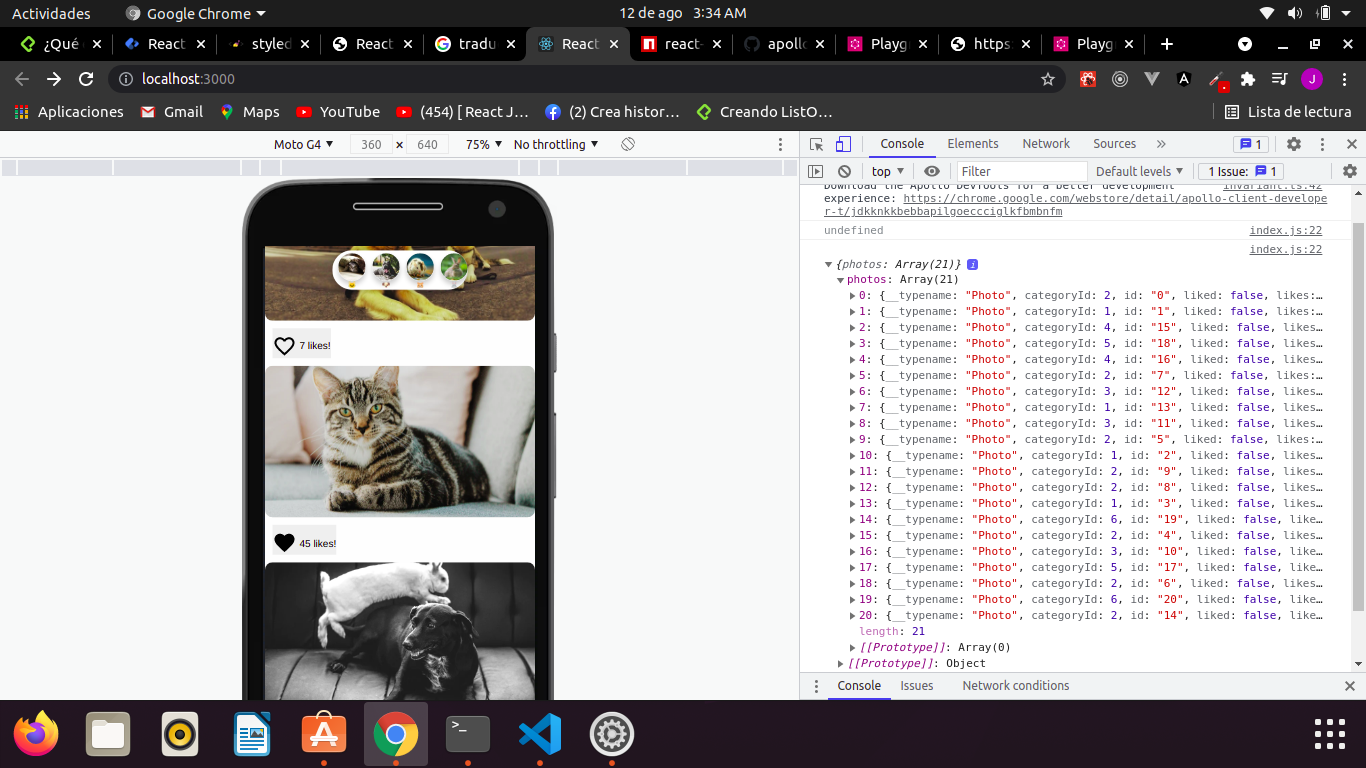 Actividades
Google Chrome
12 de ago 3:34 AM
¿Qué
React
styled
React
tradu
React
react-
apollo
Playg
https:
Playg
localhost:3000
J
Aplicaciones
Gmail
Maps
YouTube
(454) [ React J…
(2) Crea histor…
Creando ListO…
Lista de lectura
Moto G4
360 × 640
75%
No throttling
7 likes!
45 likes!
Console
Elements
Network
Sources
»
1
top
Filter
Default levels
1 Issue: 1
Download the Apollo DevTools for a better development invariant.ts:42
experience: https://chrome.google.com/webstore/detail/apollo-client-develope
r-t/jdkknkkbebbapilgoeccciglkfbmbnfm
undefined index.js:22
index.js:22
{photos: Array(21)} i
photos: Array(21)
0: {__typename: "Photo", categoryId: 2, id: "0", liked: false, likes:…
1: {__typename: "Photo", categoryId: 1, id: "1", liked: false, likes:…
2: {__typename: "Photo", categoryId: 4, id: "15", liked: false, likes…
3: {__typename: "Photo", categoryId: 5, id: "18", liked: false, likes…
4: {__typename: "Photo", categoryId: 4, id: "16", liked: false, likes…
5: {__typename: "Photo", categoryId: 2, id: "7", liked: false, likes:…
6: {__typename: "Photo", categoryId: 3, id: "12", liked: false, likes…
7: {__typename: "Photo", categoryId: 1, id: "13", liked: false, likes…
8: {__typename: "Photo", categoryId: 3, id: "11", liked: false, likes…
9: {__typename: "Photo", categoryId: 2, id: "5", liked: false, likes:…
10: {__typename: "Photo", categoryId: 1, id: "2", liked: false, likes…
11: {__typename: "Photo", categoryId: 2, id: "9", liked: false, likes…
12: {__typename: "Photo", categoryId: 2, id: "8", liked: false, likes…
13: {__typename: "Photo", categoryId: 1, id: "3", liked: false, likes…
14: {__typename: "Photo", categoryId: 6, id: "19", liked: false, like…
15: {__typename: "Photo", categoryId: 2, id: "4", liked: false, likes…
16: {__typename: "Photo", categoryId: 3, id: "10", liked: false, like…
17: {__typename: "Photo", categoryId: 5, id: "17", liked: false, like…
18: {__typename: "Photo", categoryId: 2, id: "6", liked: false, likes…
19: {__typename: "Photo", categoryId: 6, id: "20", liked: false, like…
20: {__typename: "Photo", categoryId: 2, id: "14", liked: false, like…
length: 21
[[Prototype]]: Array(0)
[[Prototype]]: Object
Console
Issues
Network conditions